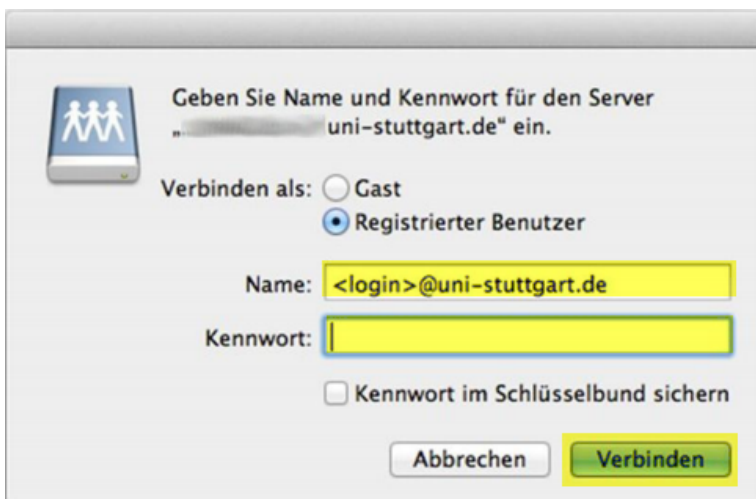 Geben Sie Name und Kennwort für den Server
„uni-stuttgart.de“ ein.
Verbinden als: Gast
Registrierter Benutzer
Name: <login>@uni-stuttgart.de
Kennwort:
Kennwort im Schlüsselbund sichern
Abbrechen Verbinden